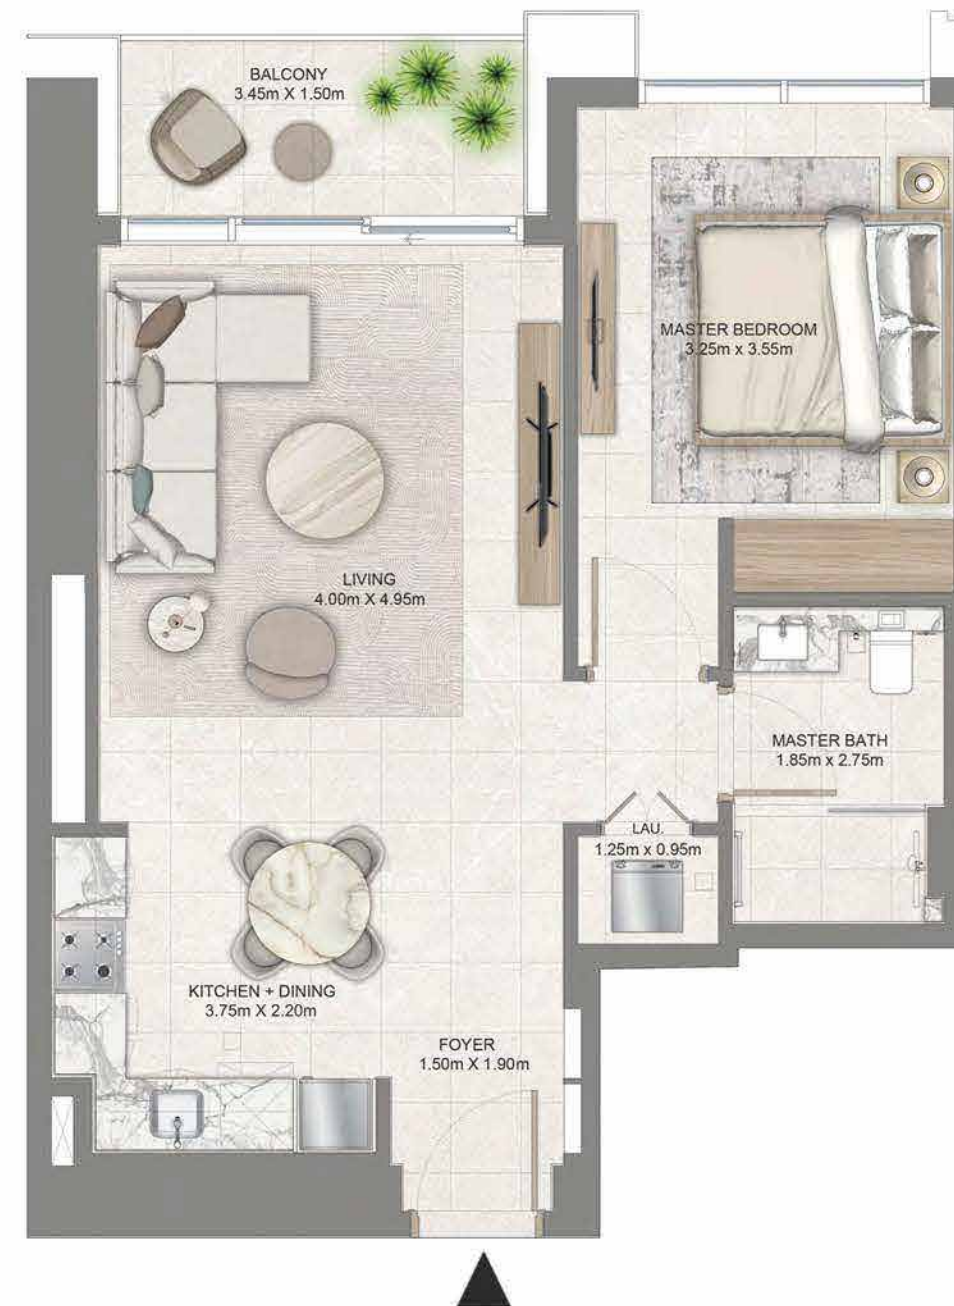 BALCONY
3.45m X 1.50m
MASTER BEDROOM
3.25m x 3.55m
LIVING
4.00m X 4.95m
MASTER BATH
1.85m x 2.75m
LAU.
1.25m x 0.95m
KITCHEN + DINING
3.75m X 2.20m
FOYER
1.50m X 1.90m